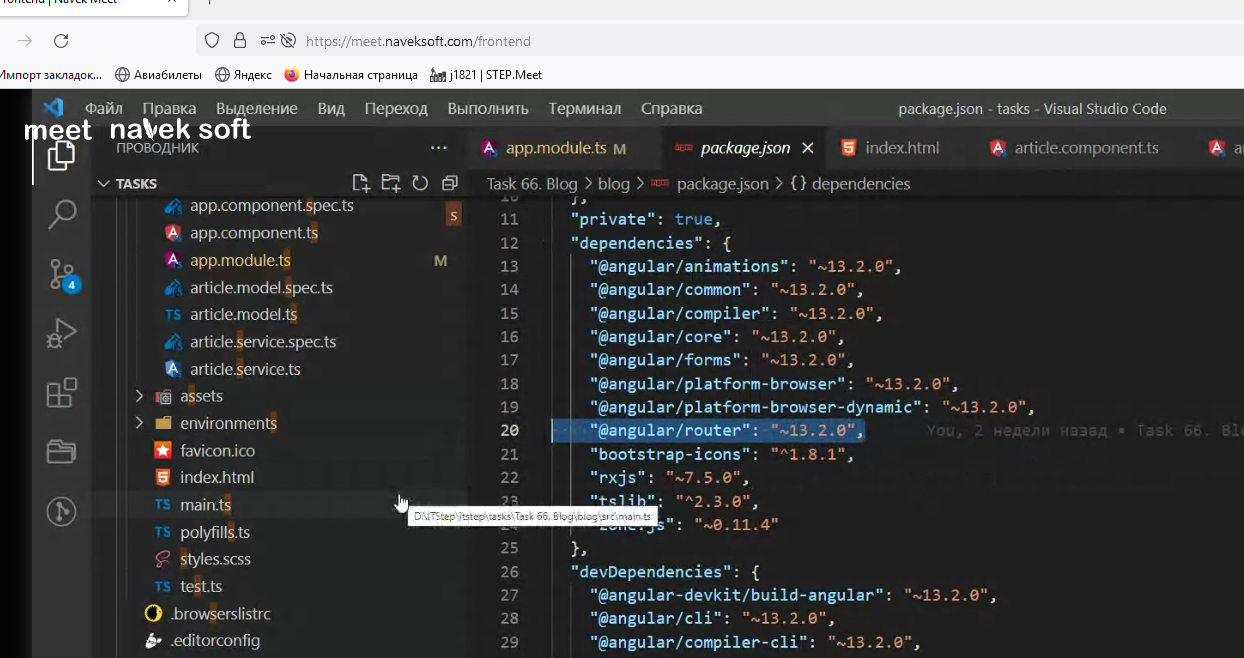 frontend | Navek Meet
https://meet.naveksoft.com/frontend
Импорт закладок... Авиабилеты Яндекс Начальная страница j1821 | STEP.Meet
Файл Правка Выделение Вид Переход Выполнить Терминал Справка package.json - tasks - Visual Studio Code
meet navek soft
ПРОВОДНИК ...
app.module.ts M package.json index.html article.component.ts
TASKS
Task 66. Blog > blog > package.json > {} dependencies
app.component.spec.ts
app.component.ts
app.module.ts M
article.model.spec.ts
article.model.ts
article.service.spec.ts
article.service.ts
assets
environments
favicon.ico
index.html
main.ts
polyfills.ts
styles.scss
test.ts
.browserslistrc
.editorconfig
S
4
D:\ITStep\itstep\tasks\Task 66. Blog\blog\src\main.ts
10 },
11 "private": true,
12 "dependencies": {
13 "@angular/animations": "~13.2.0",
14 "@angular/common": "~13.2.0",
15 "@angular/compiler": "~13.2.0",
16 "@angular/core": "~13.2.0",
17 "@angular/forms": "~13.2.0",
18 "@angular/platform-browser": "~13.2.0",
19 "@angular/platform-browser-dynamic": "~13.2.0",
20 "@angular/router": "~13.2.0", You, 2 недели назад • Task 66. Bl
21 "bootstrap-icons": "^1.8.1",
22 "rxjs": "~7.5.0",
23 "tslib": "^2.3.0",
24 "zone.js": "~0.11.4"
25 },
26 "devDependencies": {
27 "@angular-devkit/build-angular": "~13.2.0",
28 "@angular/cli": "~13.2.0",
29 "@angular/compiler-cli": "~13.2.0",